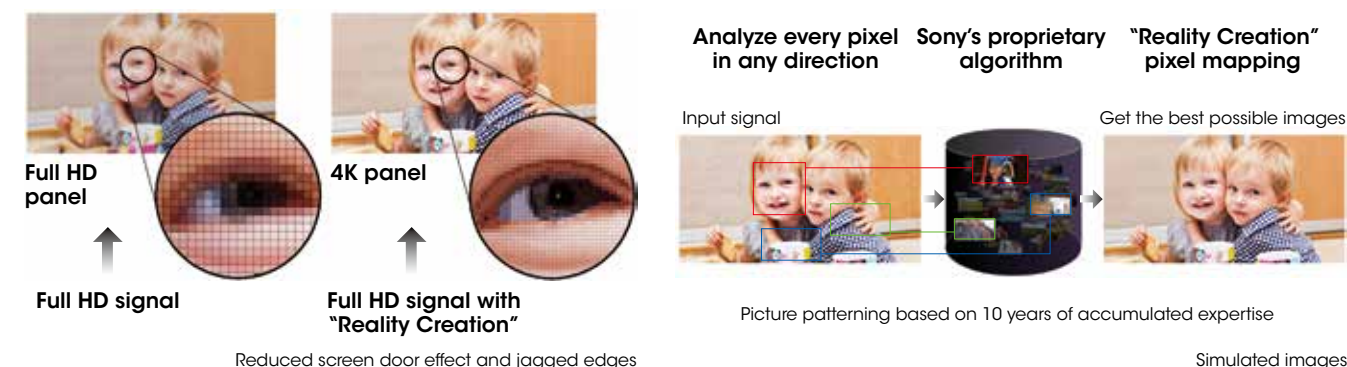 Full HD
panel
4K panel
Full HD signal
Full HD signal with
“Reality Creation”
Reduced screen door effect and jagged edges
Analyze every pixel
in any direction
Sony’s proprietary
algorithm
“Reality Creation”
pixel mapping
Input signal
Get the best possible images
Picture patterning based on 10 years of accumulated expertise
Simulated images